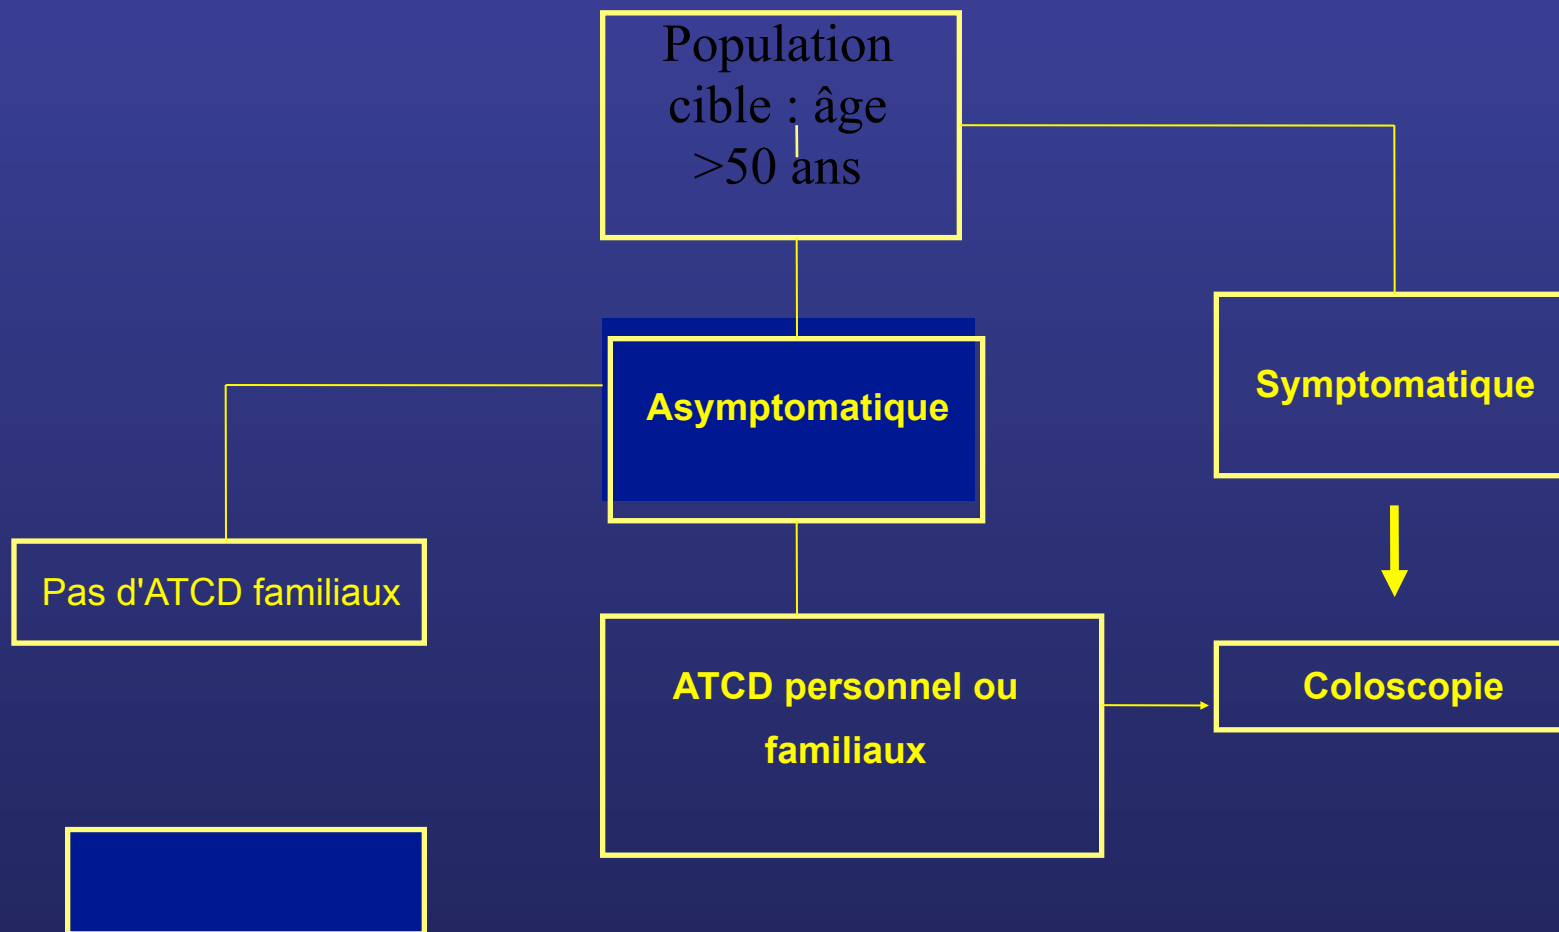 Population
cible : âge
>50 ans
Asymptomatique
Symptomatique
Pas d'ATCD familiaux
ATCD personnel ou
familiaux
Coloscopie